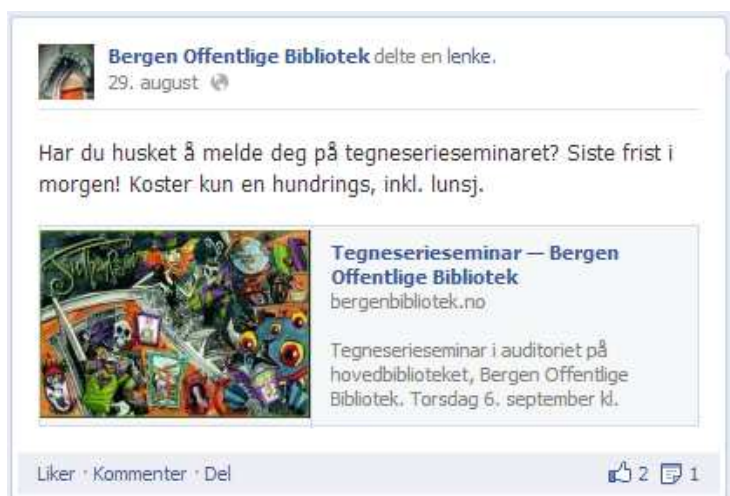 Bergen Offentlige Bibliotek delte en lenke.
29. august
Har du husket å melde deg på tegneserieseminaret? Siste frist i
morgen! Koster kun en hundrings, inkl. lunsj.
Tegneserieseminar — Bergen
Offentlige Bibliotek
bergenbibliotek.no
Tegneserieseminar i auditoriet på
hovedbiblioteket, Bergen Offentlige
Bibliotek. Torsdag 6. september kl.
Liker · Kommenter · Del
2 1